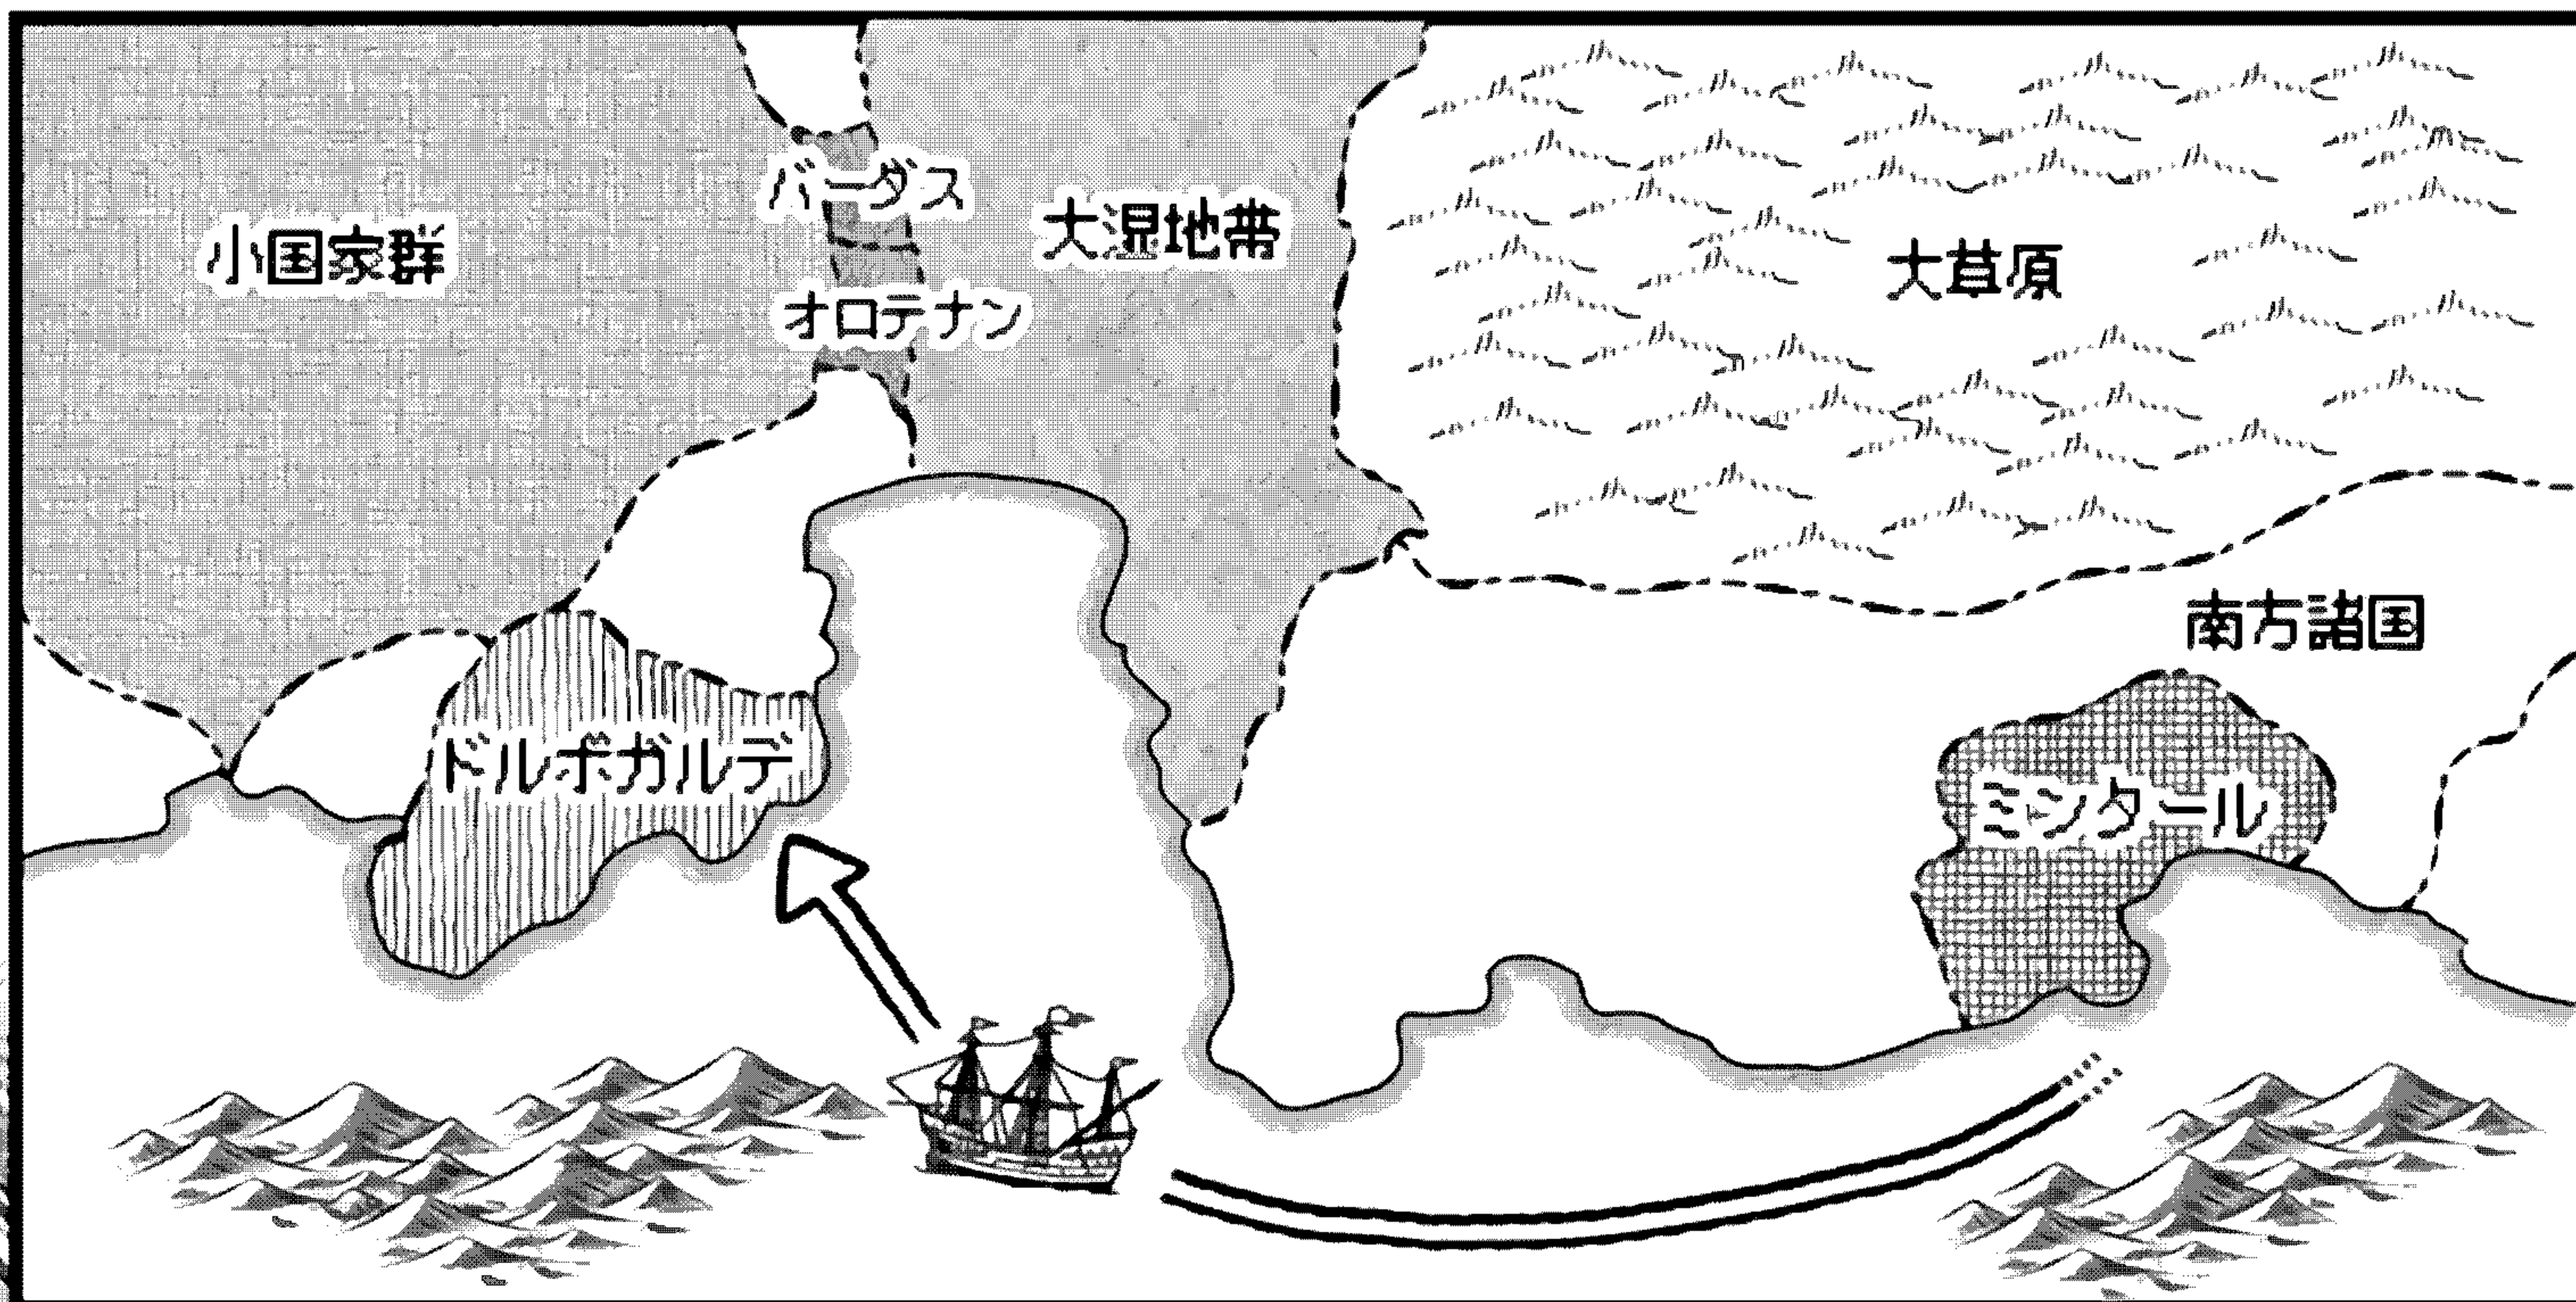 小国家群
バーダス
大湿地帯
オロテナン
大草原
南方諸国
ドルボガルデ
ミンタール